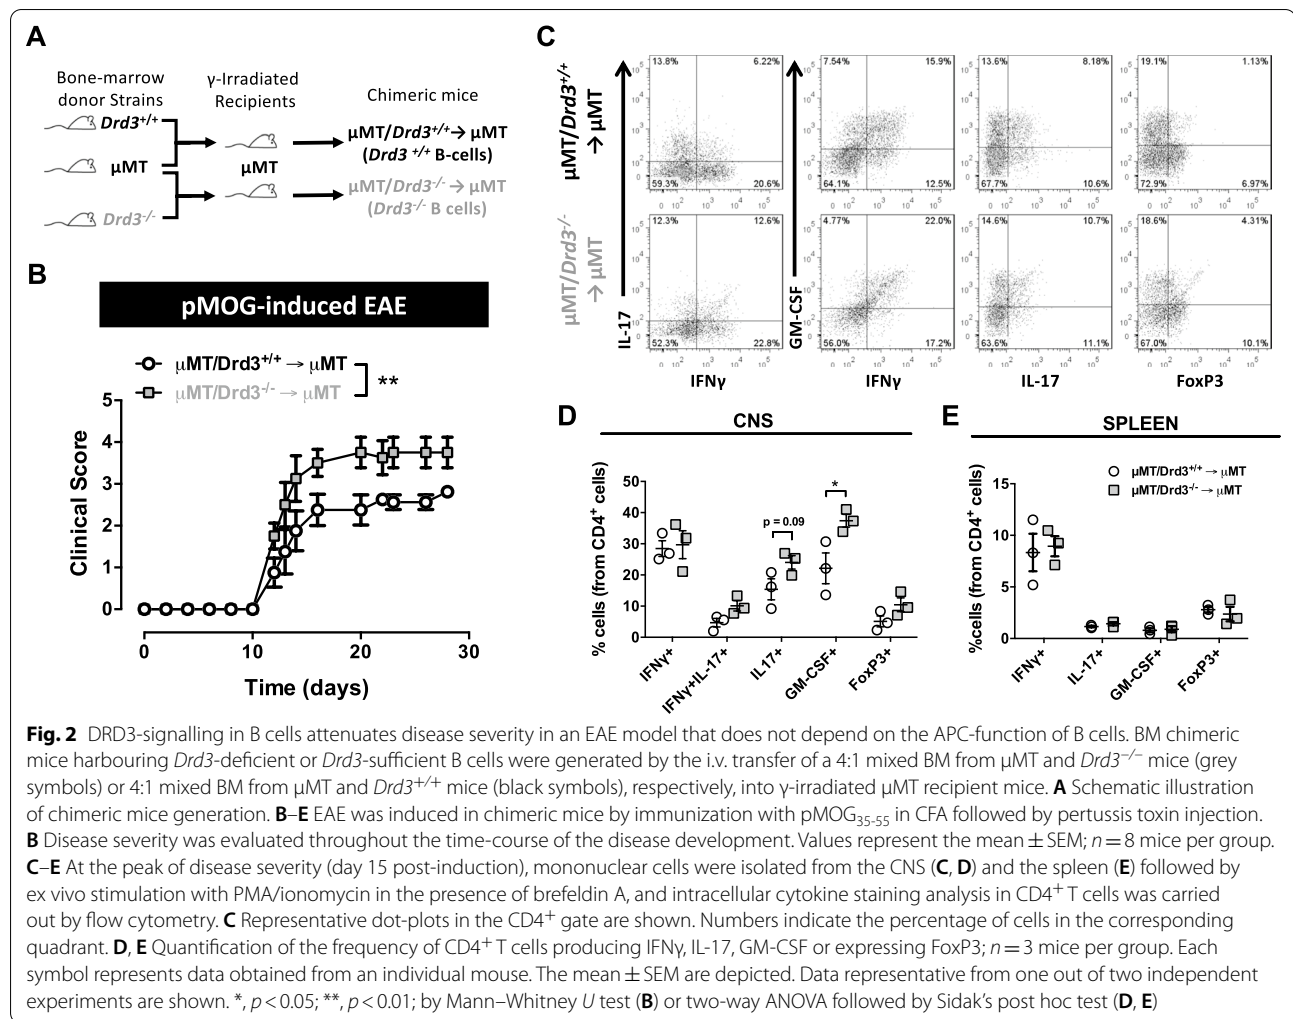 A
Bone-marrow
donor Strains
γ-Irradiated
Recipients
Chimeric mice
Drd3+/+
µMT
Drd3-/-
µMT
µMT/Drd3+/+→ µMT
(Drd3 +/+ B-cells)
µMT/Drd3-/-→ µMT
(Drd3-/- B cells)
B
pMOG-induced EAE
µMT/Drd3+/+ → µMT
µMT/Drd3-/- → µMT
**
Clinical Score
5
4
3
2
1
0
0 10 20 30
Time (days)
C
µMT/Drd3+/+
→ µMT
µMT/Drd3-/-
→ µMT
IL-17
GM-CSF
13.8% 6.22%
59.3% 20.6%
7.54% 15.9%
64.1% 12.5%
13.6% 8.18%
67.7% 10.6%
19.1% 1.13%
72.9% 6.97%
12.3% 12.6%
52.3% 22.8%
4.77% 22.0%
56.0% 17.2%
14.6% 10.7%
63.6% 11.1%
18.6% 4.31%
67.0% 10.1%
IFNγ IFNγ IL-17 FoxP3
D
CNS
% cells (from CD4+ cells)
50
40
30
20
10
0
p = 0.09
*
IFNγ+
IFNγ+IL-17+
IL17+
GM-CSF+
FoxP3+
E
SPLEEN
µMT/Drd3+/+ → µMT
µMT/Drd3-/- → µMT
%cells (from CD4+ cells)
15
10
5
0
IFNγ+
IL-17+
GM-CSF+
FoxP3+
Fig. 2 DRD3-signalling in B cells attenuates disease severity in an EAE model that does not depend on the APC-function of B cells. BM chimeric
mice harbouring Drd3-deficient or Drd3-sufficient B cells were generated by the i.v. transfer of a 4:1 mixed BM from µMT and Drd3−/− mice (grey
symbols) or 4:1 mixed BM from µMT and Drd3+/+ mice (black symbols), respectively, into γ-irradiated µMT recipient mice. A Schematic illustration
of chimeric mice generation. B–E EAE was induced in chimeric mice by immunization with pMOG35-55 in CFA followed by pertussis toxin injection.
B Disease severity was evaluated throughout the time-course of the disease development. Values represent the mean ± SEM; n = 8 mice per group.
C–E At the peak of disease severity (day 15 post-induction), mononuclear cells were isolated from the CNS (C, D) and the spleen (E) followed by
ex vivo stimulation with PMA/ionomycin in the presence of brefeldin A, and intracellular cytokine staining analysis in CD4+ T cells was carried
out by flow cytometry. C Representative dot-plots in the CD4+ gate are shown. Numbers indicate the percentage of cells in the corresponding
quadrant. D, E Quantification of the frequency of CD4+ T cells producing IFNγ, IL-17, GM-CSF or expressing FoxP3; n = 3 mice per group. Each
symbol represents data obtained from an individual mouse. The mean ± SEM are depicted. Data representative from one out of two independent
experiments are shown. *, p < 0.05; **, p < 0.01; by Mann–Whitney U test (B) or two-way ANOVA followed by Sidak's post hoc test (D, E)